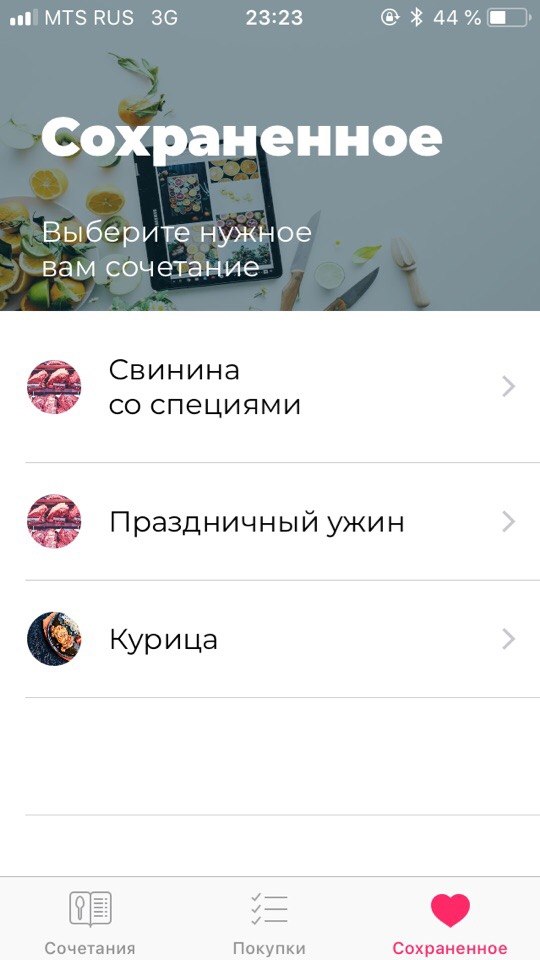 MTS RUS 3G 23:23 44 %
Сохраненное
Выберите нужное
вам сочетание
Свинина
со специями
Праздничный ужин
Курица
Сочетания Покупки Сохраненное